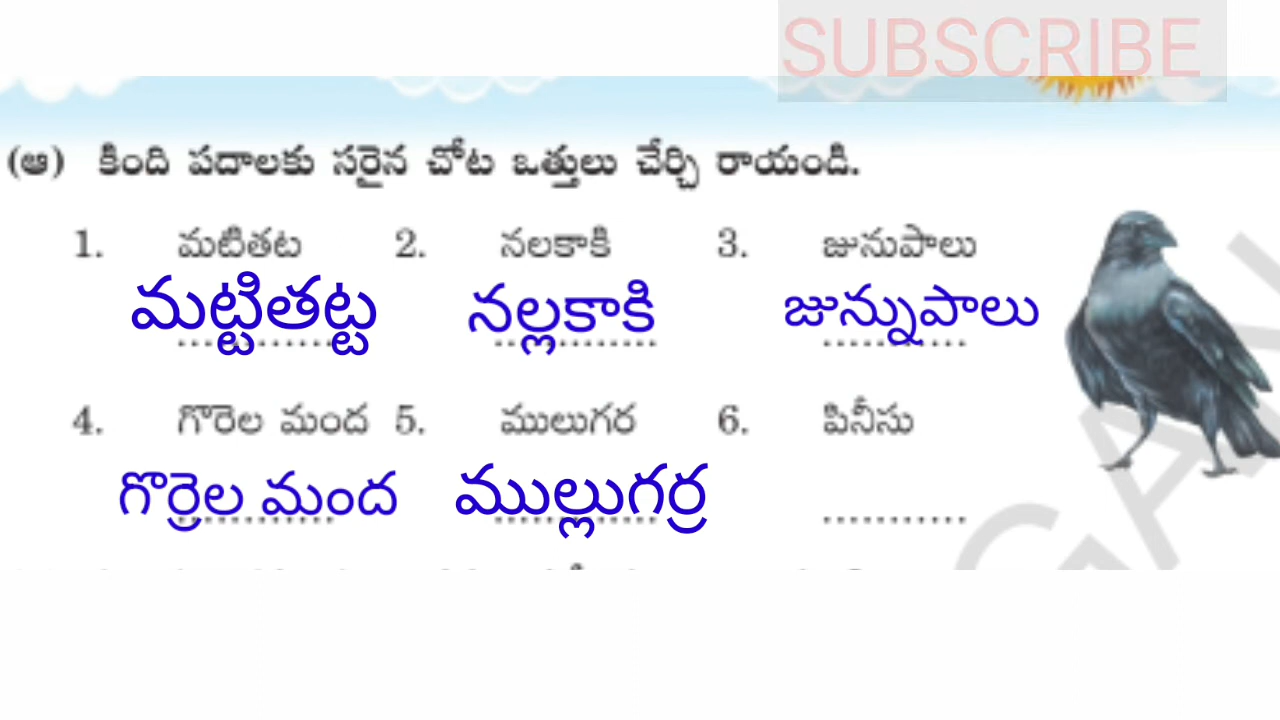 SUBSCRIBE
(ఆ) కింది పదాలకు సరైన చోట ఒత్తులు చేర్చి రాయండి.
1. మటితట 2. నలకాకి 3. జునుపాలు
మట్టితట్ట నల్లకాకి జున్నుపాలు
4. గొరెల మంద 5. ములుగర 6. పినీసు
గొర్రెల మంద ముల్లుగర్ర ...........